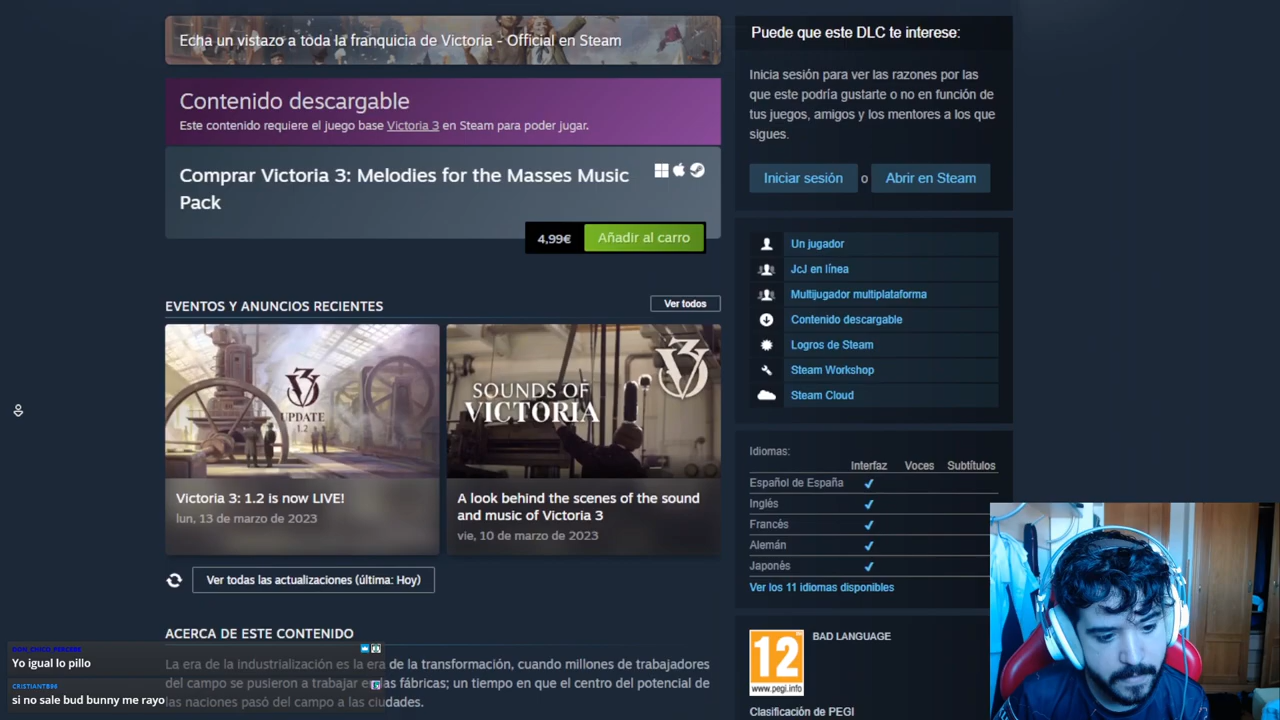 Echa un vistazo a toda la franquicia de Victoria - Official en Steam
Contenido descargable
Este contenido requiere el juego base Victoria 3 en Steam para poder jugar.
Comprar Victoria 3: Melodies for the Masses Music
Pack
4,99€
Añadir al carro
EVENTOS Y ANUNCIOS RECIENTES
Ver todos
V3
UPDATE
1.2
Victoria 3: 1.2 is now LIVE!
lun, 13 de marzo de 2023
V3
SOUNDS OF
VICTORIA
A look behind the scenes of the sound
and music of Victoria 3
vie, 10 de marzo de 2023
Ver todas las actualizaciones (última: Hoy)
ACERCA DE ESTE CONTENIDO
La era de la industrialización es la era de la transformación, cuando millones de trabajadores
del campo se pusieron a trabajar en las fábricas; un tiempo en que el centro del potencial de
las naciones pasó del campo a las ciudades.
DON_CHICO_PERCEBE
Yo igual lo pillo
CRISTIANTB86
si no sale bud bunny me rayo
Puede que este DLC te interese:
Inicia sesión para ver las razones por las
que este podría gustarte o no en función de
tus juegos, amigos y los mentores a los que
sigues.
Iniciar sesión
o
Abrir en Steam
Un jugador
JcJ en línea
Multijugador multiplataforma
Contenido descargable
Logros de Steam
Steam Workshop
Steam Cloud
Idiomas:
Interfaz Voces Subtítulos
Español de España
Inglés
Francés
Alemán
Japonés
Ver los 11 idiomas disponibles
12
www.pegi.info
BAD LANGUAGE
Clasificación de PEGI